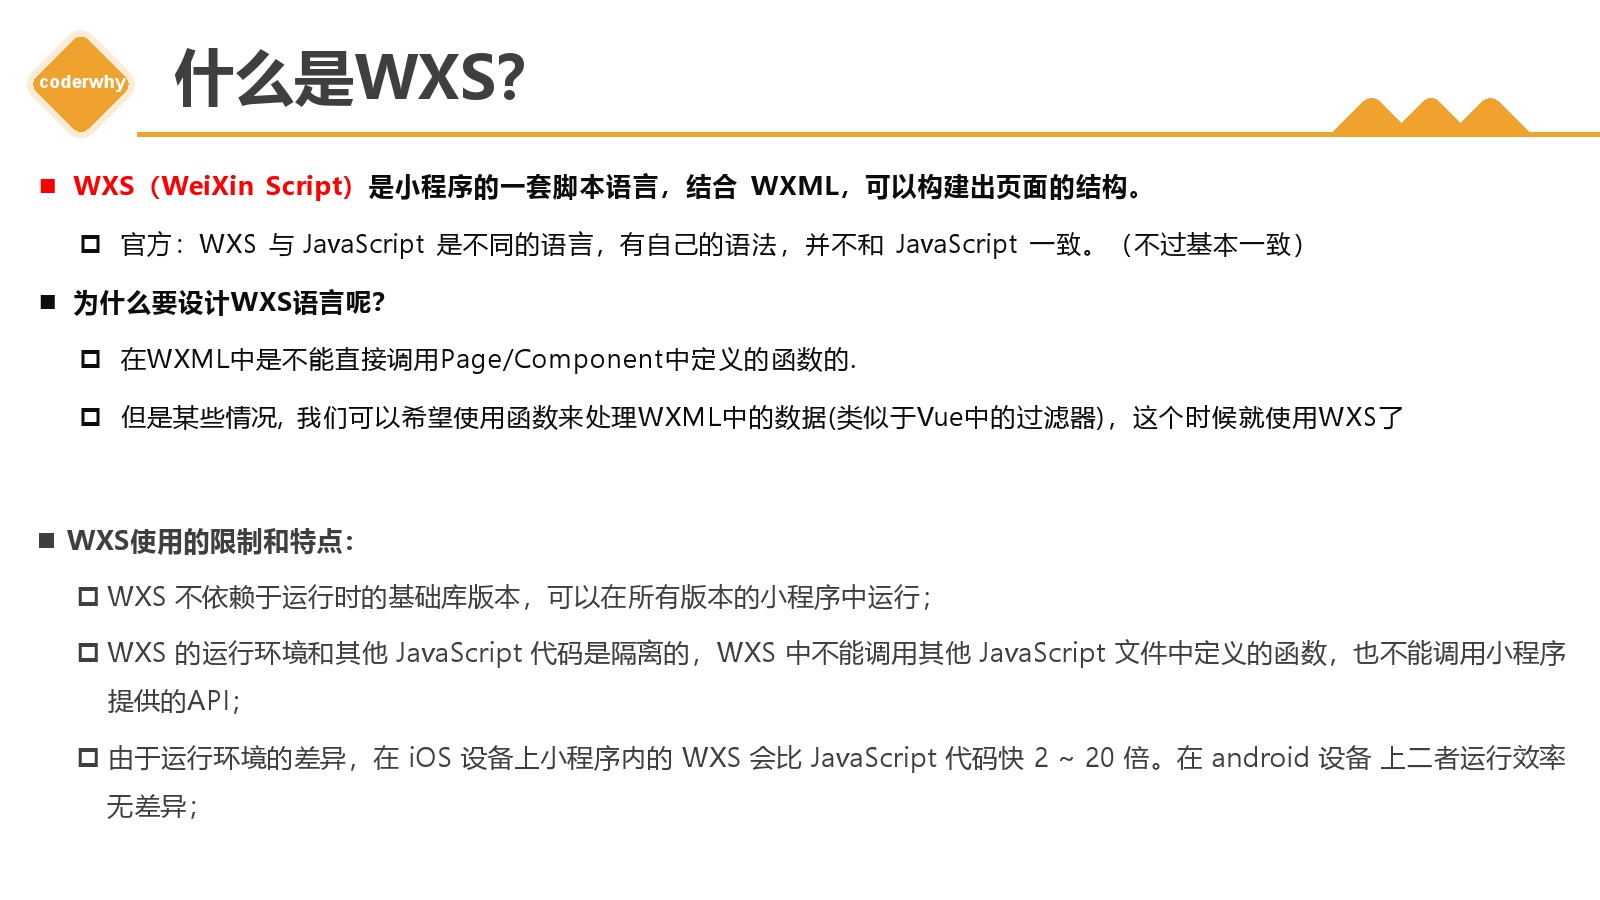 coderwhy
什么是WXS?
WXS（WeiXin Script）是小程序的一套脚本语言，结合 WXML，可以构建出页面的结构。
官方：WXS 与 JavaScript 是不同的语言，有自己的语法，并不和 JavaScript 一致。（不过基本一致）
为什么要设计WXS语言呢？
在WXML中是不能直接调用Page/Component中定义的函数的.
但是某些情况, 我们可以希望使用函数来处理WXML中的数据(类似于Vue中的过滤器)，这个时候就使用WXS了
WXS使用的限制和特点：
WXS 不依赖于运行时的基础库版本，可以在所有版本的小程序中运行；
WXS 的运行环境和其他 JavaScript 代码是隔离的，WXS 中不能调用其他 JavaScript 文件中定义的函数，也不能调用小程序
提供的API；
由于运行环境的差异，在 iOS 设备上小程序内的 WXS 会比 JavaScript 代码快 2 ~ 20 倍。在 android 设备 上二者运行效率
无差异；